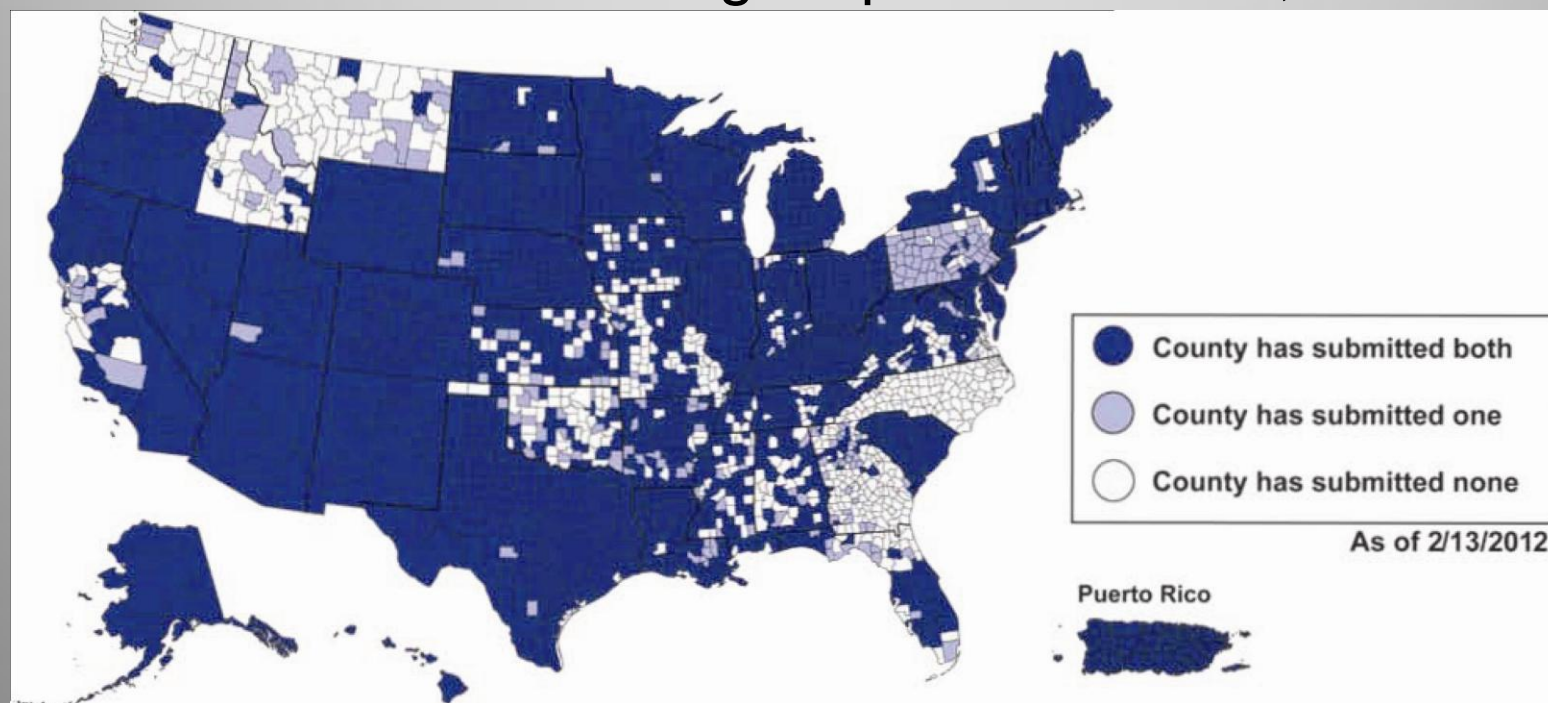 County has submitted both
County has submitted one
County has submitted none
As of 2/13/2012
Puerto Rico